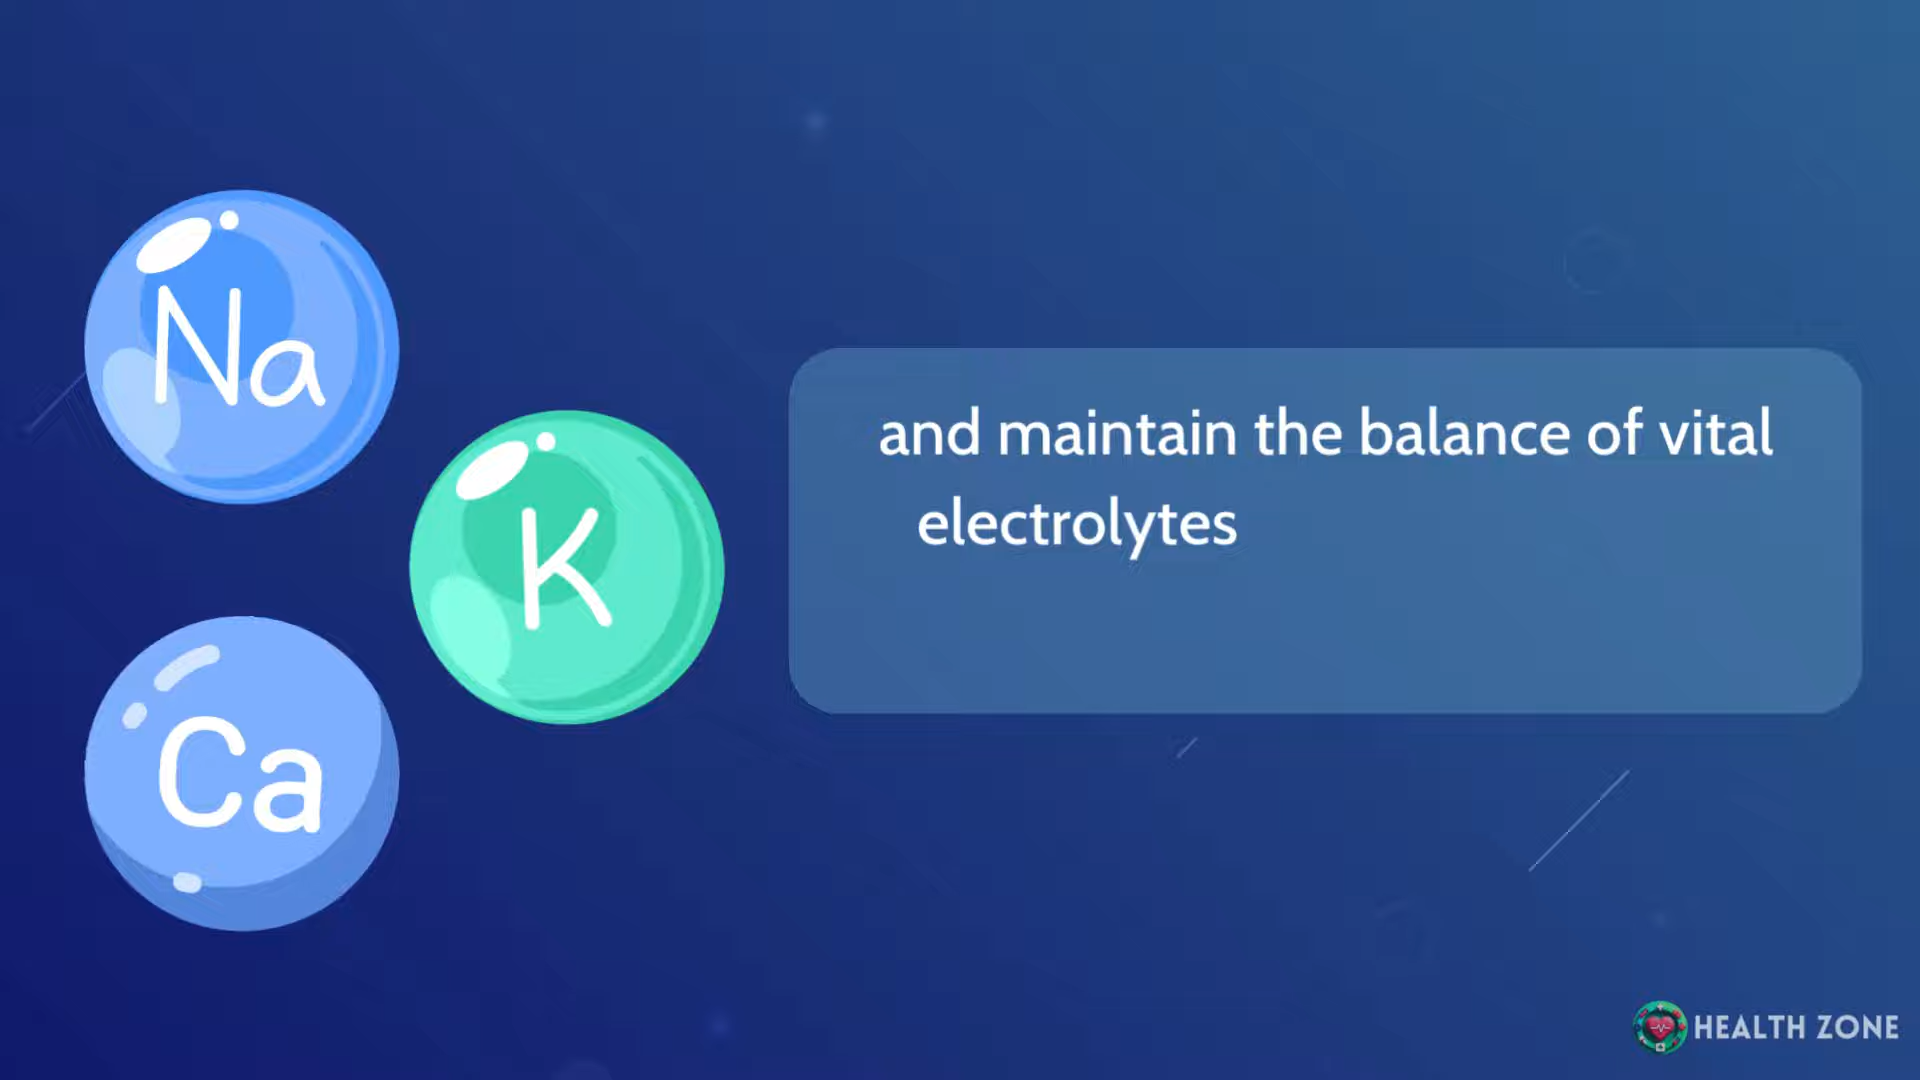 Na
K
Ca
and maintain the balance of vital
electrolytes
HEALTH ZONE